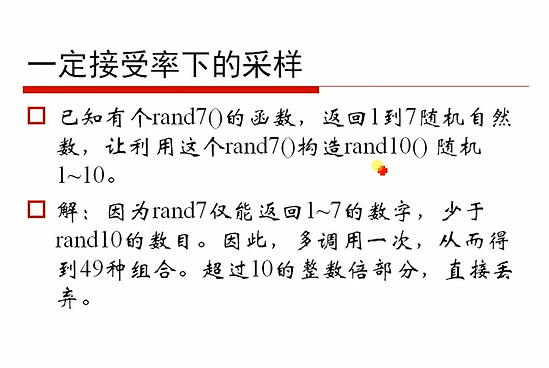 一定接受率下的采样
已知有个rand7()的函数，返回1到7随机自然
数，让利用这个rand7()构造rand10() 随机
1~10。
解：因为rand7仅能返回1~7的数字，少于
rand10的数目。因此，多调用一次，从而得
到49种组合。超过10的整数倍部分，直接丢
弃。